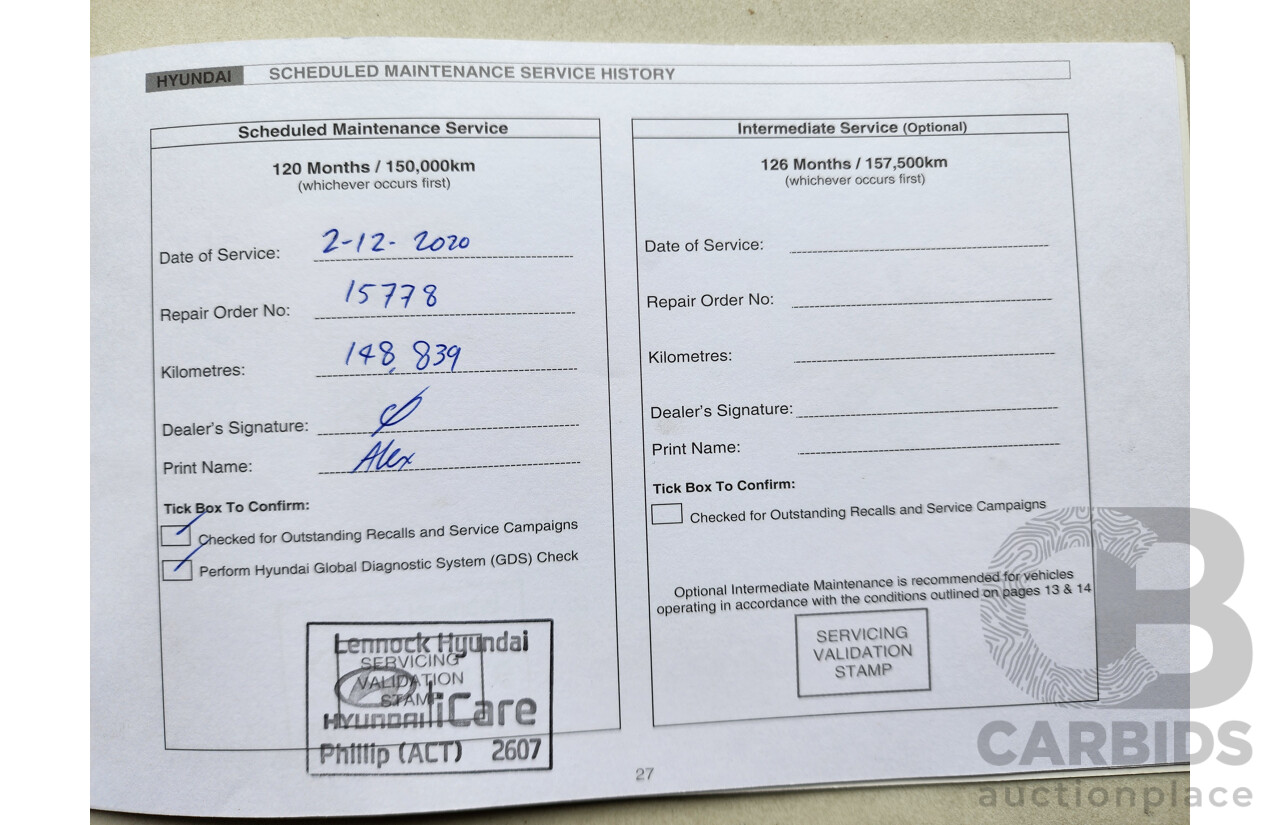 HYUNDAI SCHEDULED MAINTENANCE SERVICE HISTORY
Scheduled Maintenance Service
120 Months / 150,000km
(whichever occurs first)
Date of Service: 2-12-2020
Repair Order No: 15778
Kilometres: 148,839
Dealer's Signature:
Print Name: Alex
Tick Box To Confirm:
Checked for Outstanding Recalls and Service Campaigns
Perform Hyundai Global Diagnostic System (GDS) Check
Lennock Hyundai
SERVICING
VALIDATION
STAMP
HYUNDAI iCare
Phillip (ACT) 2607
Intermediate Service (Optional)
126 Months / 157,500km
(whichever occurs first)
Date of Service:
Repair Order No:
Kilometres:
Dealer's Signature:
Print Name:
Tick Box To Confirm:
Checked for Outstanding Recalls and Service Campaigns
Optional Intermediate Maintenance is recommended for vehicles
operating in accordance with the conditions outlined on pages 13 & 14
SERVICING
VALIDATION
STAMP
27
CB
CARBIDS
auctionplace